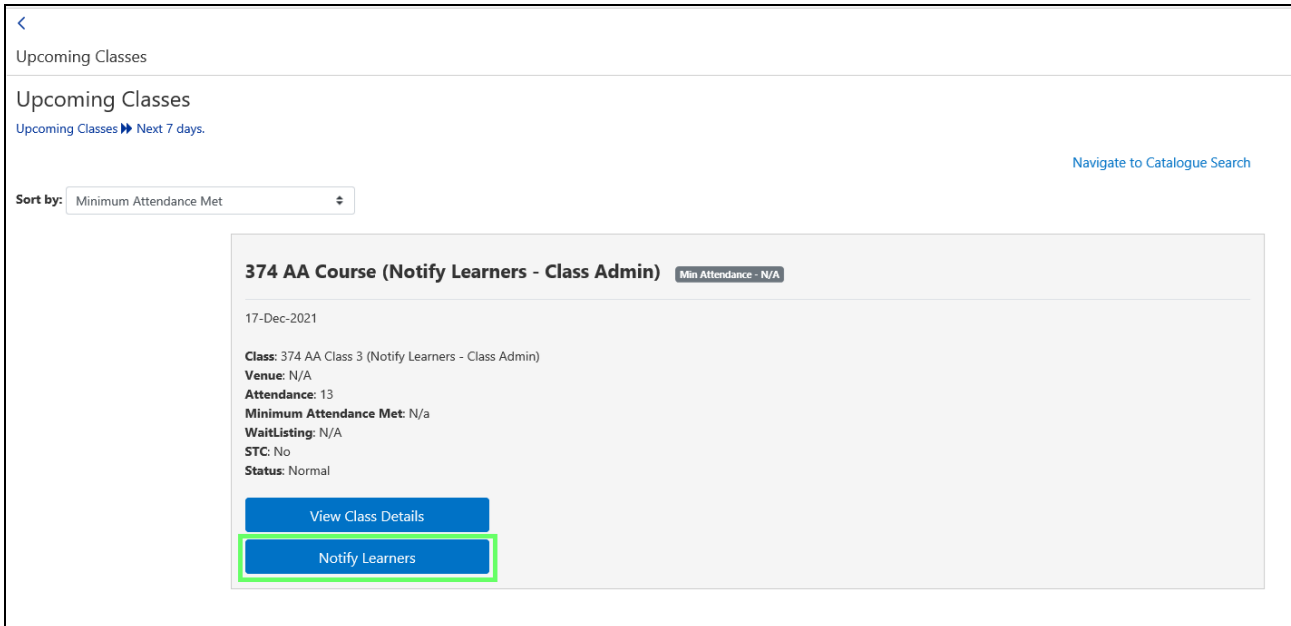 Upcoming Classes
Upcoming Classes
Upcoming Classes Next 7 days.
Navigate to Catalogue Search
Sort by: Minimum Attendance Met
374 AA Course (Notify Learners - Class Admin) Min Attendance - N/A
17-Dec-2021
Class: 374 AA Class 3 (Notify Learners - Class Admin)
Venue: N/A
Attendance: 13
Minimum Attendance Met: N/a
WaitListing: N/A
STC: No
Status: Normal
View Class Details
Notify Learners